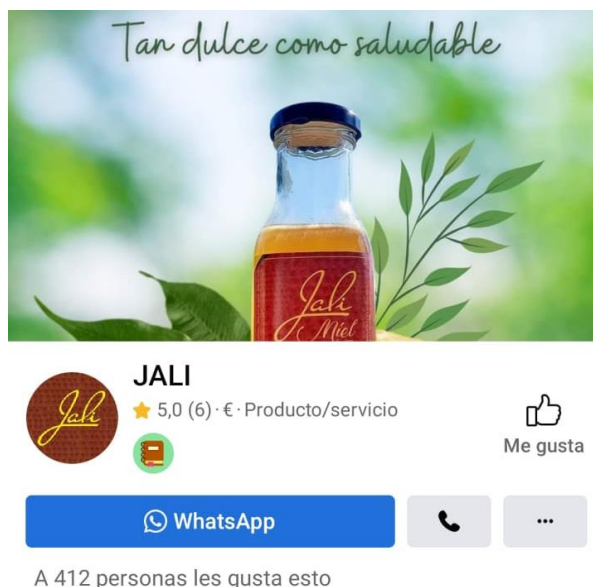 Tan dulce como saludable
Jali
Miel
JALI
Jali
5,0 (6) · € · Producto/servicio
Me gusta
WhatsApp
A 412 personas les gusta esto